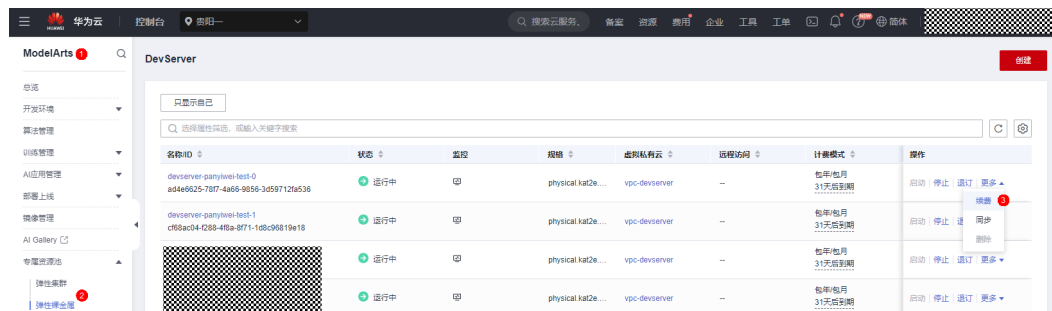 HUAWEI 华为云 控制台 贵阳一 搜索云服务、 备案 资源 费用 企业 工具 工单 NEW 简体
ModelArts 1
DevServer
创建
总览
开发环境
算法管理
训练管理
AI应用管理
部署上线
镜像管理
AI Gallery
专属资源池
弹性集群
弹性裸金属 2
只显示自己
选择属性筛选,或输入关键字搜索
名称/ID 状态 监控 规格 虚拟私有云 远程访问 计费模式 操作
devserver-panyiwei-test-0
ad4e6625-78f7-4a66-9856-3d59712fa536
运行中 physical.kat2e.... vpc-devserver --
包年/包月
31天后到期
启动 停止 退订 更多
续费 3
同步
删除
devserver-panyiwei-test-1
cf68ac04-f288-4f8a-8f71-1d8c96819e18
运行中 physical.kat2e.... vpc-devserver --
包年/包月
31天后到期
启动 停止
运行中 physical.kat2e.... vpc-devserver --
包年/包月
31天后到期
启动 停止 退订 更多
运行中 physical.kat2e.... vpc-devserver --
包年/包月
31天后到期
启动 停止 退订 更多